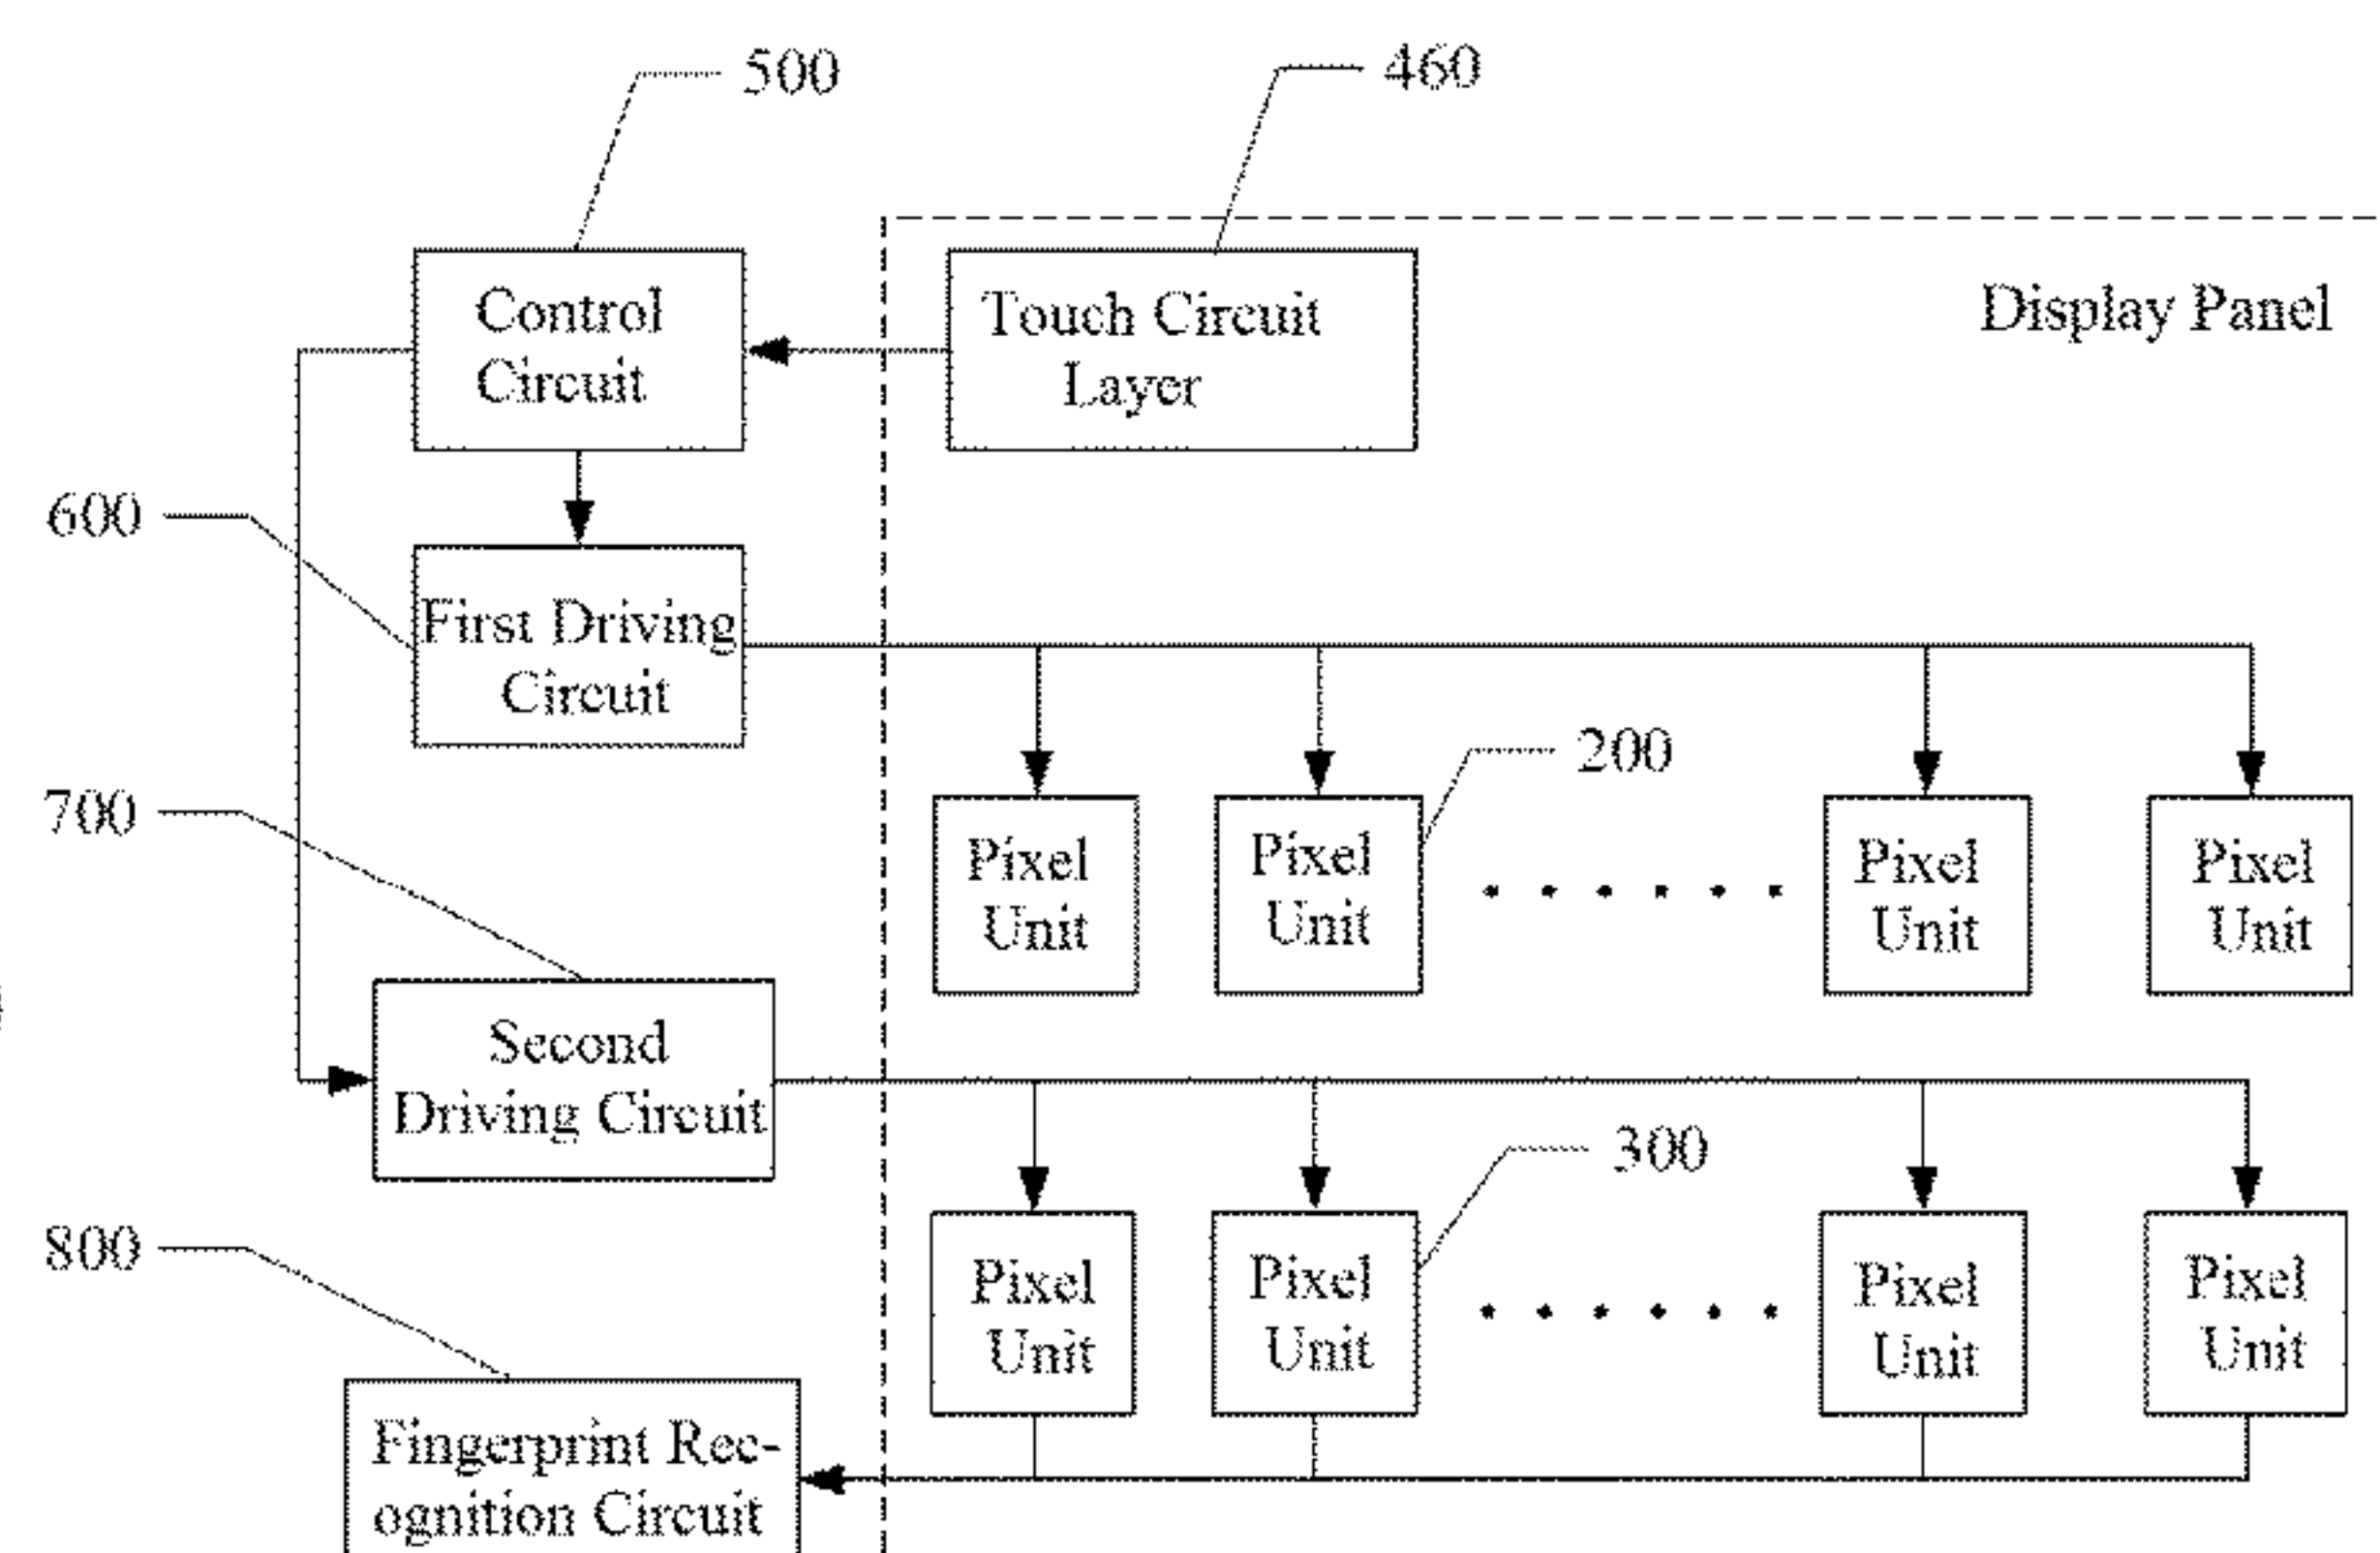 500
460
Control
Circuit
Touch Circuit
Layer
Display Panel
600
First Driving
Circuit
200
700
Pixel
Unit
Pixel
Unit
Pixel
Unit
Pixel
Unit
Second
Driving Circuit
300
800
Pixel
Unit
Pixel
Unit
Pixel
Unit
Pixel
Unit
Fingerprint Rec-
ognition Circuit